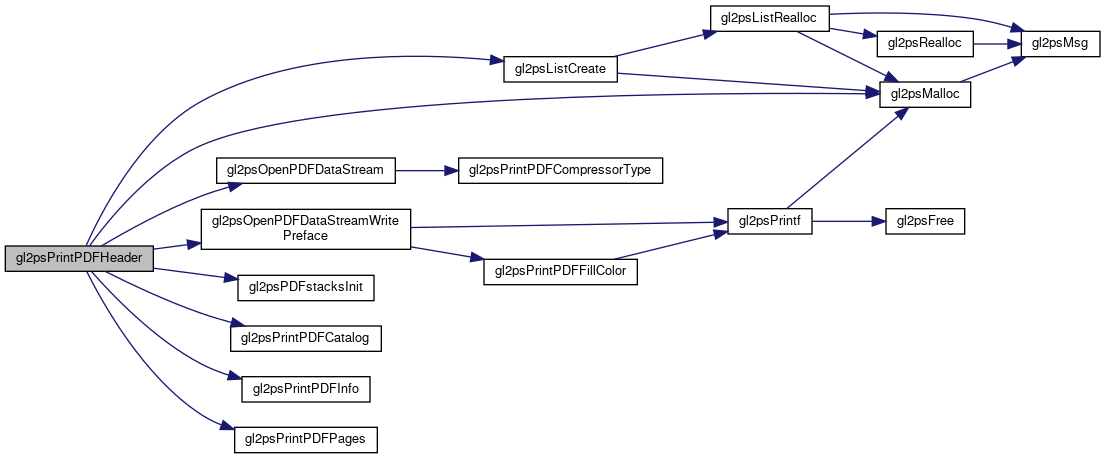 gl2psListRealloc
gl2psRealloc
gl2psMsg
gl2psListCreate
gl2psMalloc
gl2psOpenPDFDataStream
gl2psPrintPDFCompressorType
gl2psOpenPDFDataStreamWrite
Preface
gl2psPrintf
gl2psFree
gl2psPrintPDFHeader
gl2psPrintPDFFillColor
gl2psPDFstacksInit
gl2psPrintPDFCatalog
gl2psPrintPDFInfo
gl2psPrintPDFPages